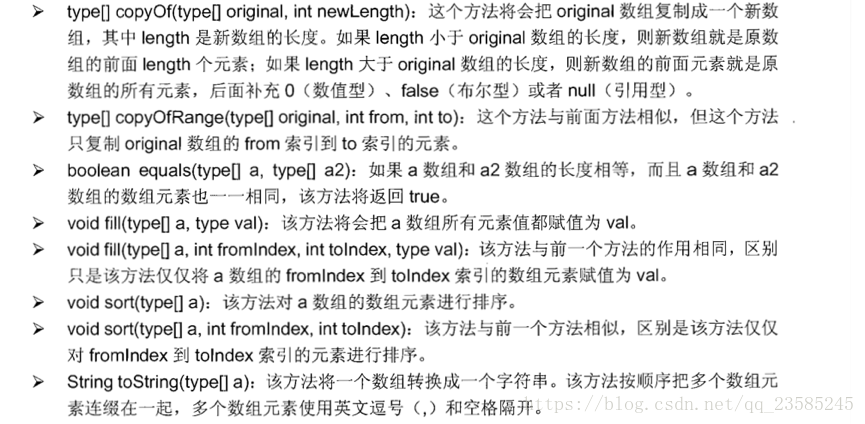 ➤ type[] copyOf(type[] original, int newLength)：这个方法将会把 original 数组复制成一个新数
组，其中 length 是新数组的长度。如果 length 小于 original 数组的长度，则新数组就是原数
组的前面 length 个元素；如果 length 大于 original 数组的长度，则新数组的前面元素就是原
数组的所有元素，后面补充 0（数值型）、false（布尔型）或者 null（引用型）。
➤ type[] copyOfRange(type[] original, int from, int to)：这个方法与前面方法相似，但这个方法
只复制 original 数组的 from 索引到 to 索引的元素。
➤ boolean equals(type[] a, type[] a2)：如果 a 数组和 a2 数组的长度相等，而且 a 数组和 a2
数组的数组元素也一一相同，该方法将返回 true。
➤ void fill(type[] a, type val)：该方法将会把 a 数组所有元素值都赋值为 val。
➤ void fill(type[] a, int fromIndex, int toIndex, type val)：该方法与前一个方法的作用相同，区别
只是该方法仅仅将 a 数组的 fromIndex 到 toIndex 索引的数组元素赋值为 val。
➤ void sort(type[] a)：该方法对 a 数组的数组元素进行排序。
➤ void sort(type[] a, int fromIndex, int toIndex)：该方法与前一个方法相似，区别是该方法仅仅
对 fromIndex 到 toIndex 索引的元素进行排序。
➤ String toString(type[] a)：该方法将一个数组转换成一个字符串。该方法按顺序把多个数组元
素连缀在一起，多个数组元素使用英文逗号（,）和空格隔开。
https://blog.csdn.net/qq_23585245